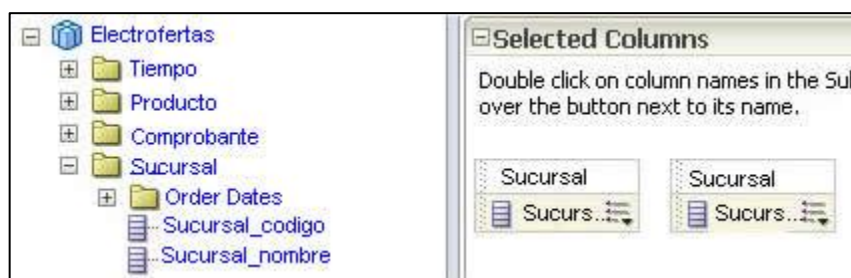 Electrofertas
Tiempo
Producto
Comprobante
Sucursal
Order Dates
Sucursal_codigo
Sucursal_nombre
Selected Columns
Double click on column names in the Sul
over the button next to its name.
Sucursal
Sucurs..
Sucursal
Sucurs..